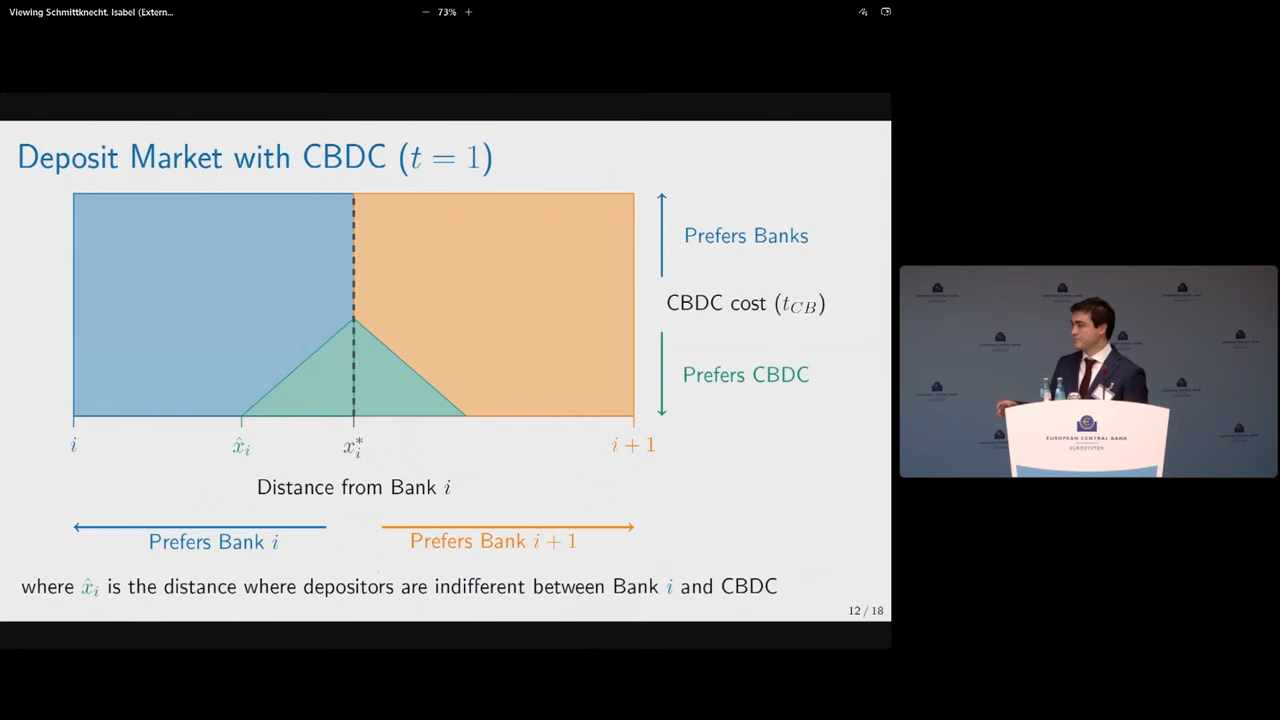 Viewing Schmittknecht, Isabel (Extern...
73%
Deposit Market with CBDC (t = 1)
Prefers Banks
CBDC cost (t_CB)
Prefers CBDC
i
x̂_i
x*_i
i + 1
Distance from Bank i
Prefers Bank i
Prefers Bank i + 1
where x̂_i is the distance where depositors are indifferent between Bank i and CBDC
12 / 18
EUROPEAN CENTRAL BANK
EUROSYSTEM